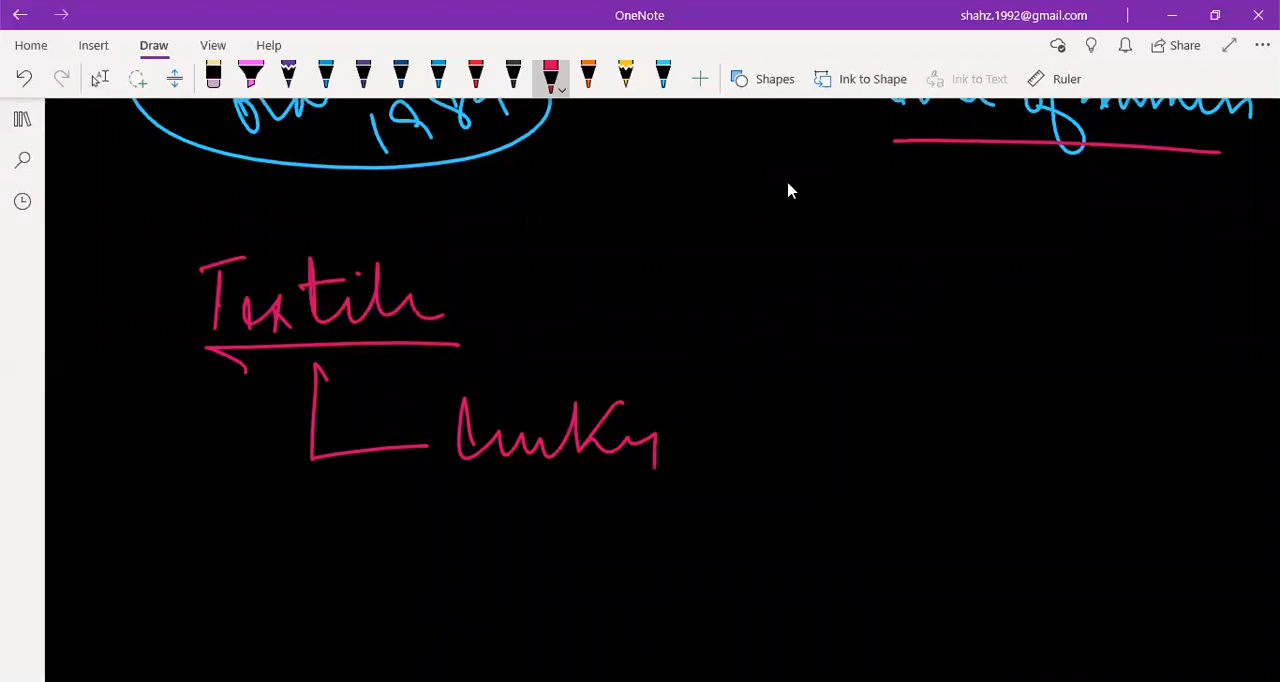 OneNote
shahz.1992@gmail.com
Home Insert Draw View Help
Share
Shapes
Ink to Shape
Ink to Text
Ruler
Textile